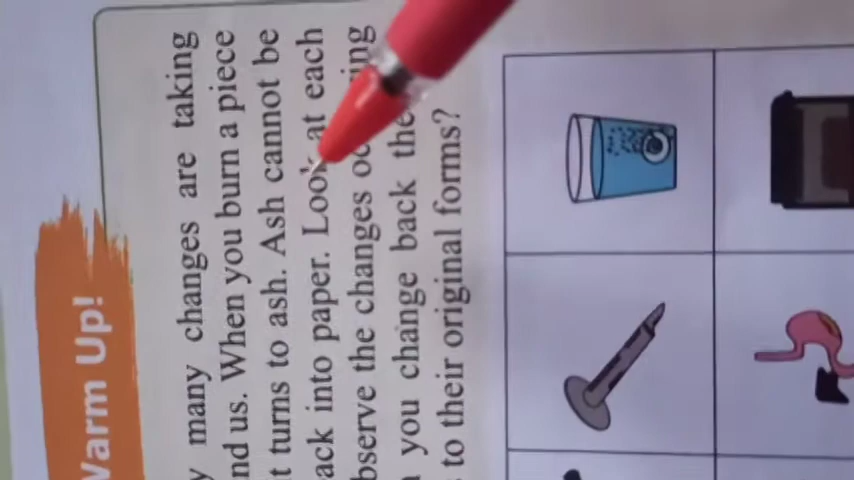 Warm Up!
many changes are taking
nd us. When you burn a piece
t turns to ash. Ash cannot be
ack into paper. Look at each
bserve the changes
you change back the
to their original forms?